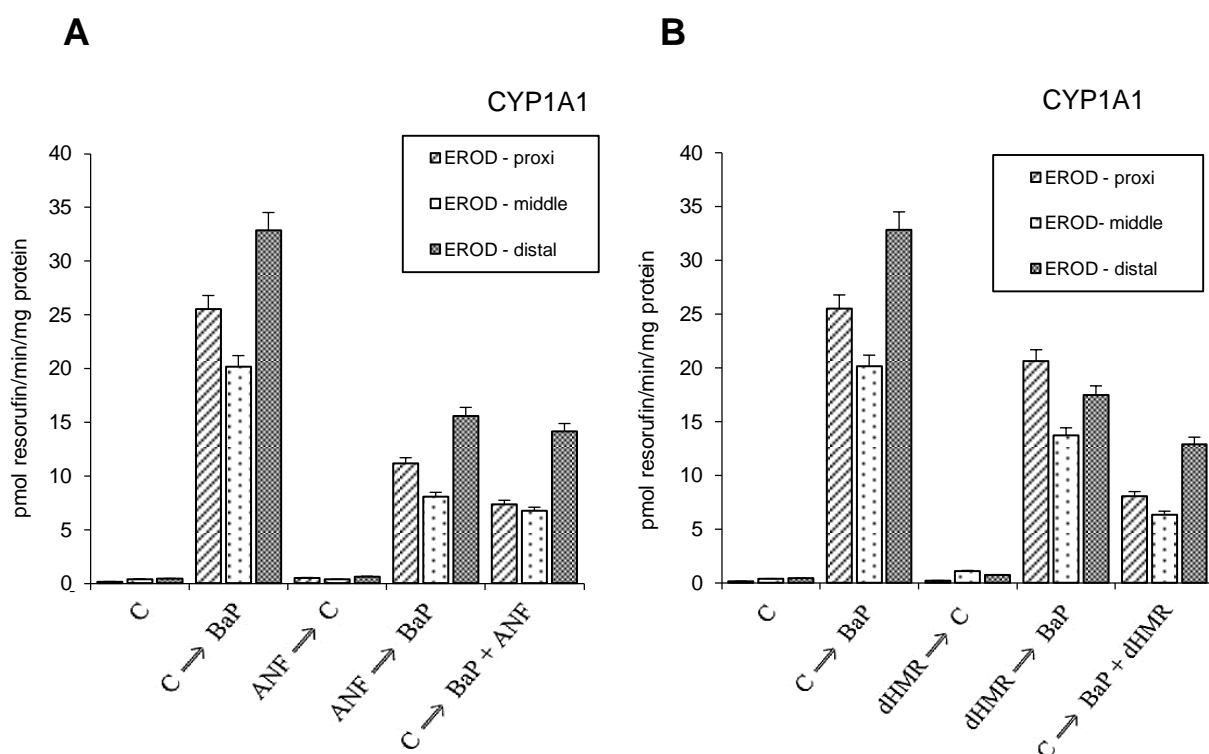 A
CYP1A1
EROD - proxi
EROD - middle
EROD - distal
pmol resorufin/min/mg protein
40
35
30
25
20
15
10
5
0
C
C → BaP
ANF → C
ANF → BaP
C → BaP + ANF
B
CYP1A1
EROD - proxi
EROD- middle
EROD - distal
pmol resorufin/min/mg protein
40
35
30
25
20
15
10
5
0
C
C → BaP
dHMR → C
dHMR → BaP
C → BaP + dHMR